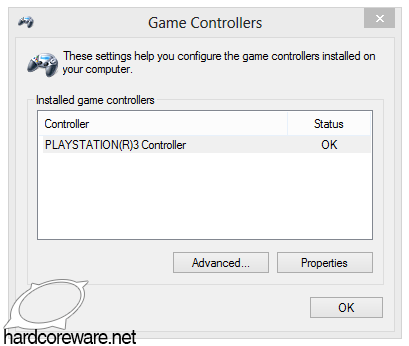 Game Controllers
These settings help you configure the game controllers installed on
your computer.
Installed game controllers
Controller Status
PLAYSTATION(R)3 Controller OK
Advanced... Properties
OK
hardcoreware.net